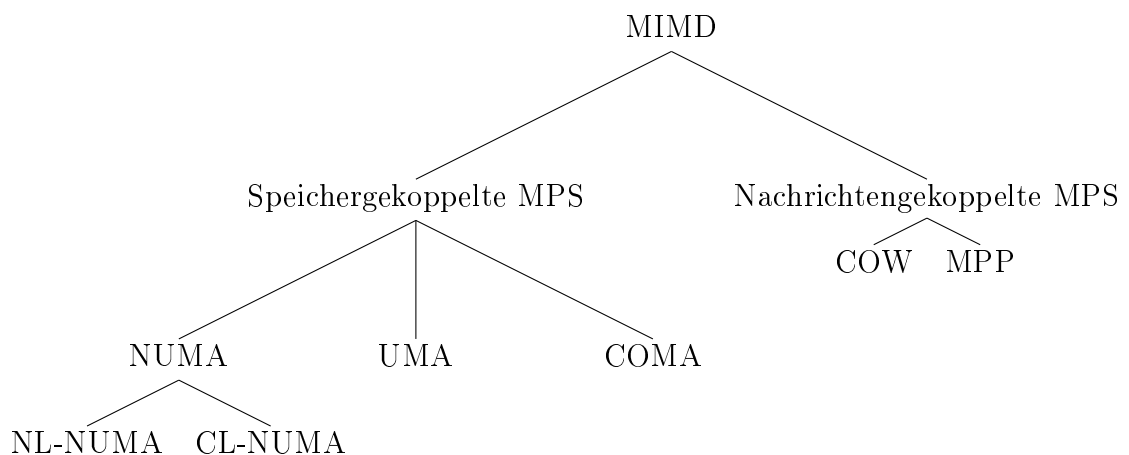 MIMD
Speichergekoppelte MPS Nachrichtengekoppelte MPS
COW MPP
NUMA UMA COMA
NL-NUMA CL-NUMA